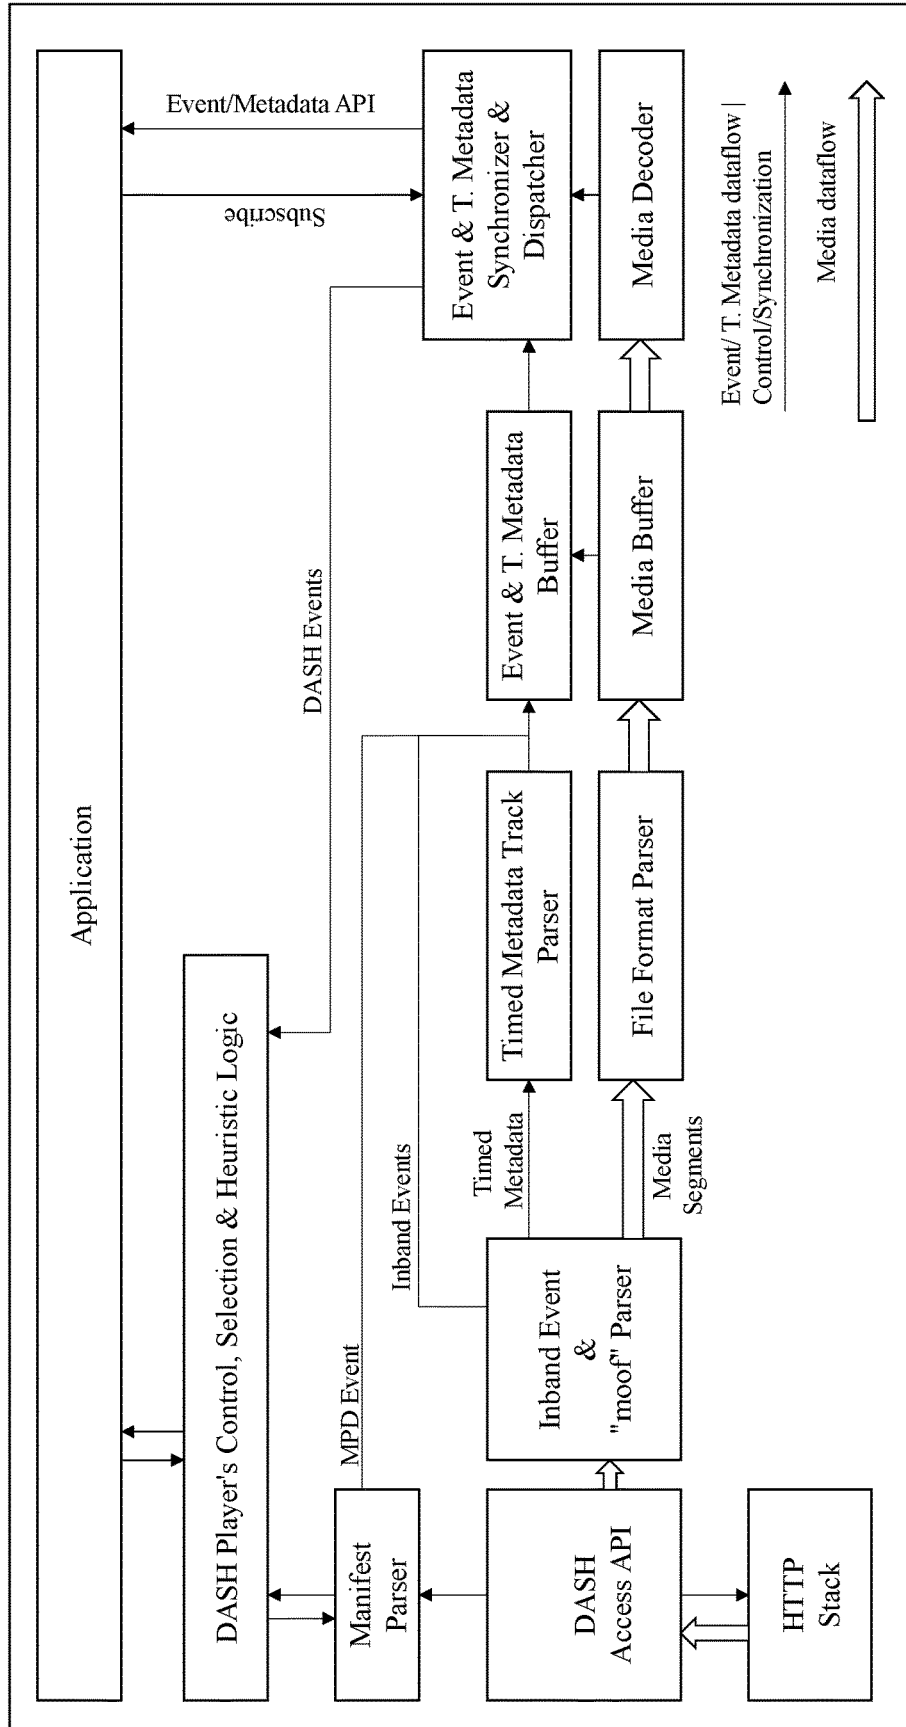 Application
Subscribe
Event/Metadata API
DASH Player's Control, Selection & Heuristic Logic
DASH Events
Manifest
Parser
MPD Event
Inband Events
DASH
Access API
Inband Event
&
"moof" Parser
Timed
Metadata
Timed Metadata Track
Parser
Event & T. Metadata
Buffer
Event & T. Metadata
Synchronizer &
Dispatcher
Media
Segments
File Format Parser
Media Buffer
Media Decoder
HTTP
Stack
Event/ T. Metadata dataflow |
Control/Synchronization
Media dataflow